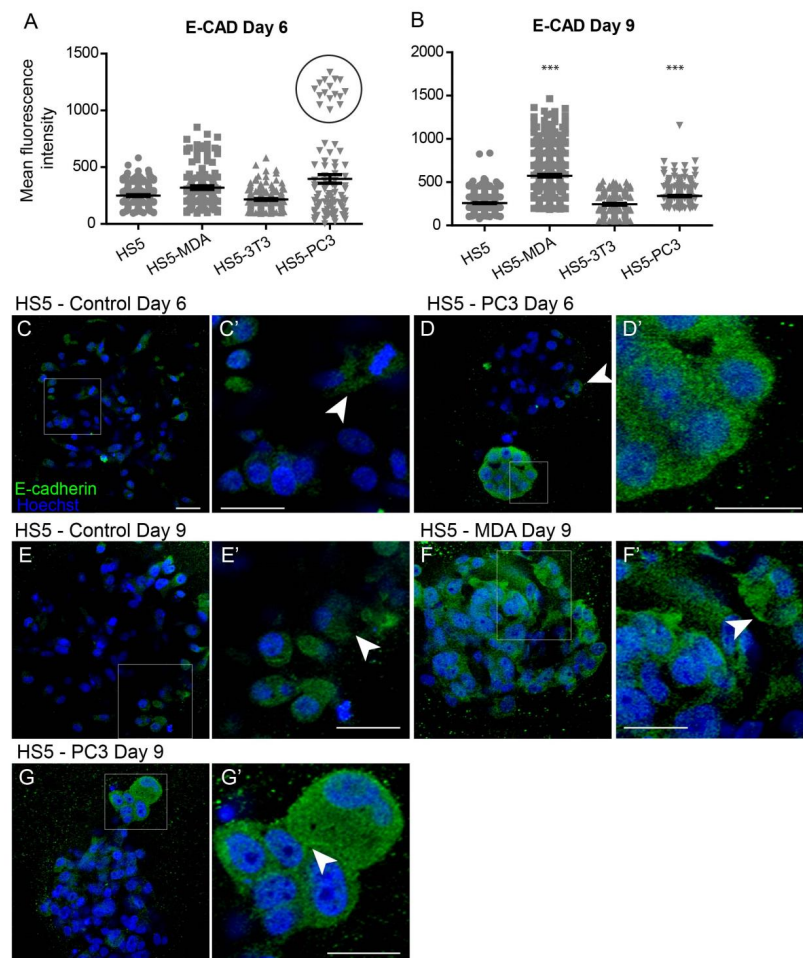 A
E-CAD Day 6
Mean fluorescence
intensity
1500
1000
500
0
HS5
HS5-MDA
HS5-3T3
HS5-PC3
B
E-CAD Day 9
2000
1500
1000
500
0
***
***
HS5
HS5-MDA
HS5-3T3
HS5-PC3
HS5 - Control Day 6
HS5 - PC3 Day 6
C
C'
D
D'
E-cadherin
Hoechst
HS5 - Control Day 9
HS5 - MDA Day 9
E
E'
F
F'
HS5 - PC3 Day 9
G
G'